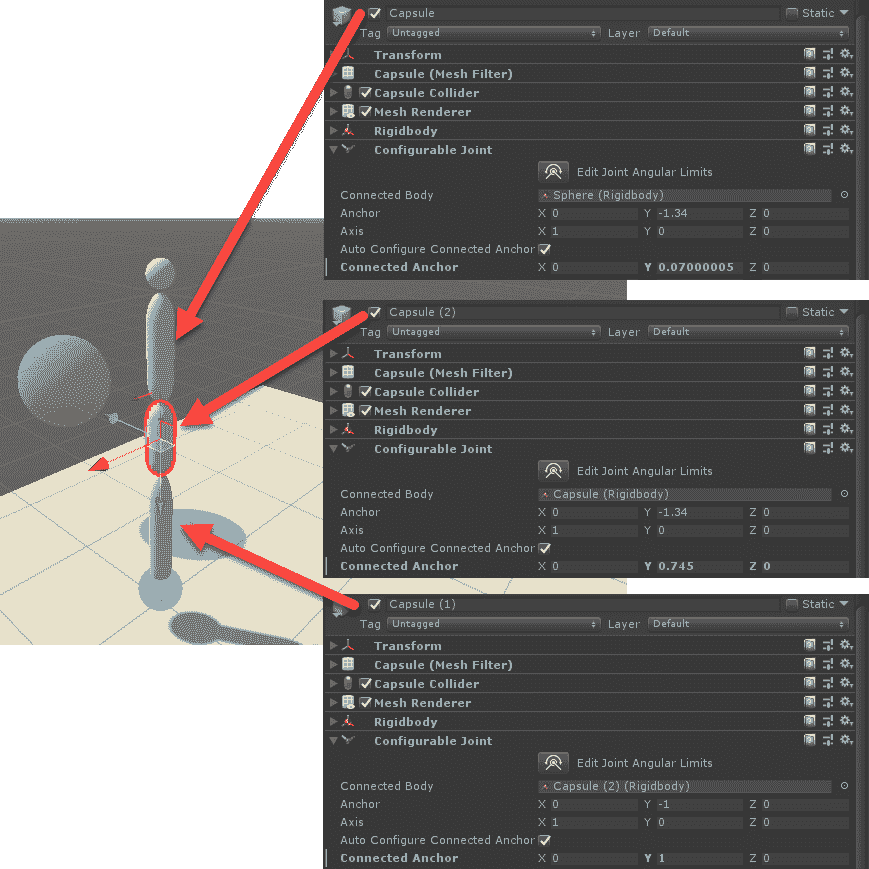 Capsule Static
Tag Untagged Layer Default
Transform
Capsule (Mesh Filter)
Capsule Collider
Mesh Renderer
Rigidbody
Configurable Joint
Edit Joint Angular Limits
Connected Body Sphere (Rigidbody)
Anchor X 0 Y -1.34 Z 0
Axis X 1 Y 0 Z 0
Auto Configure Connected Anchor
Connected Anchor X 0 Y 0.07000005 Z 0
Capsule (2) Static
Tag Untagged Layer Default
Transform
Capsule (Mesh Filter)
Capsule Collider
Mesh Renderer
Rigidbody
Configurable Joint
Edit Joint Angular Limits
Connected Body Capsule (Rigidbody)
Anchor X 0 Y -1.34 Z 0
Axis X 1 Y 0 Z 0
Auto Configure Connected Anchor
Connected Anchor X 0 Y 0.745 Z 0
Capsule (1) Static
Tag Untagged Layer Default
Transform
Capsule (Mesh Filter)
Capsule Collider
Mesh Renderer
Rigidbody
Configurable Joint
Edit Joint Angular Limits
Connected Body Capsule (2) (Rigidbody)
Anchor X 0 Y -1 Z 0
Axis X 1 Y 0 Z 0
Auto Configure Connected Anchor
Connected Anchor X 0 Y 1 Z 0